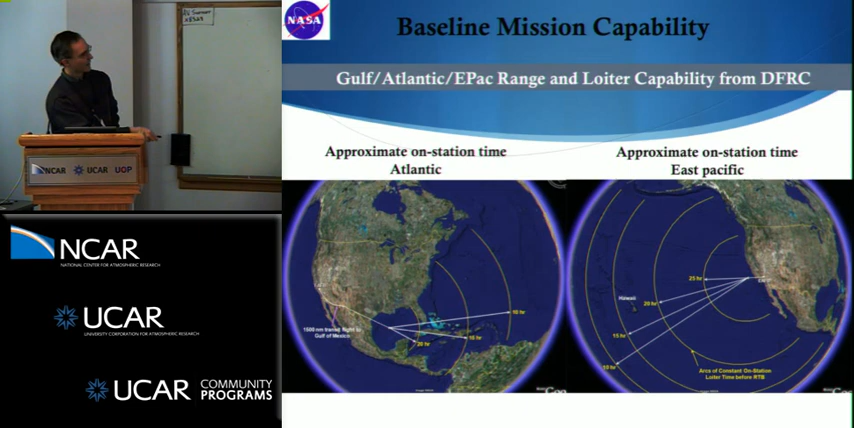 NCAR
UCAR
UOP
NCAR
NATIONAL CENTER FOR ATMOSPHERIC RESEARCH
UCAR
UNIVERSITY CORPORATION FOR ATMOSPHERIC RESEARCH
UCAR COMMUNITY
PROGRAMS
NASA
Baseline Mission Capability
Gulf/Atlantic/EPac Range and Loiter Capability from DFRC
Approximate on-station time
Atlantic
1500 nm transit flight to
Gulf of Mexico
20 hr
10 hr
Approximate on-station time
East pacific
Hawaii
25 hr
20 hr
15 hr
10 hr
Arcs of Constant On-Station
Loiter Time before RTB